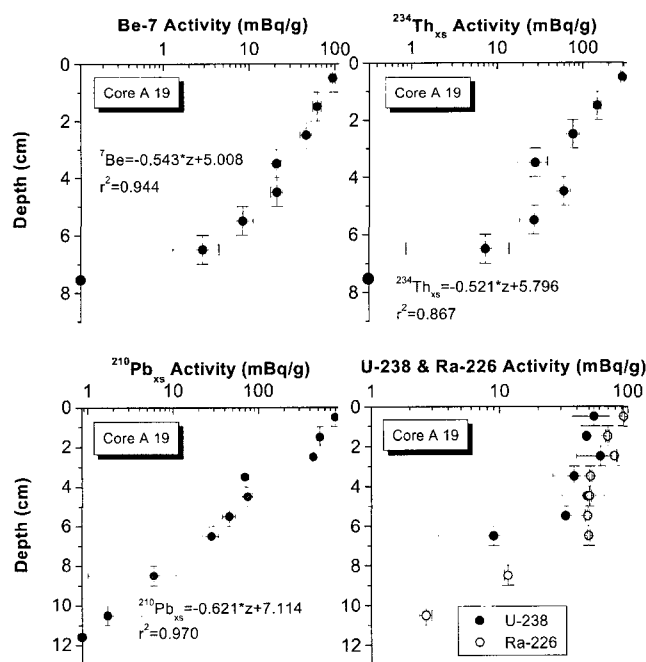 Be-7 Activity (mBq/g)
1 10 100
0
2
4
6
8
Depth (cm)
Core A 19
⁷Be=-0.543*z+5.008
r²=0.944
²³⁴Thₓₛ Activity (mBq/g)
1 10 100
0
2
4
6
8
Core A 19
²³⁴Thₓₛ=-0.521*z+5.796
r²=0.867
²¹⁰Pbₓₛ Activity (mBq/g)
1 10 100
0
2
4
6
8
10
12
Depth (cm)
Core A 19
²¹⁰Pbₓₛ=-0.621*z+7.114
r²=0.970
U-238 & Ra-226 Activity (mBq/g)
1 10 100
0
2
4
6
8
10
12
Core A 19
U-238
Ra-226